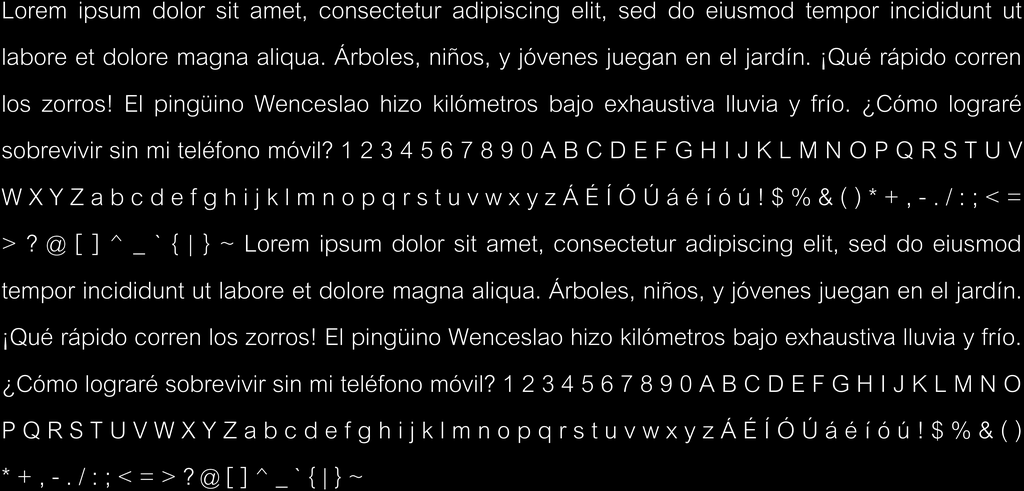 Lorem ipsum dolor sit amet, consectetur adipiscing elit, sed do eiusmod tempor incididunt ut
labore et dolore magna aliqua. Árboles, niños, y jóvenes juegan en el jardín. ¡Qué rápido corren
los zorros! El pingüino Wenceslao hizo kilómetros bajo exhaustiva lluvia y frío. ¿Cómo lograré
sobrevivir sin mi teléfono móvil? 1 2 3 4 5 6 7 8 9 0 A B C D E F G H I J K L M N O P Q R S T U V
W X Y Z a b c d e f g h i j k l m n o p q r s t u v w x y z Á É Í Ó Ú á é í ó ú ! $ % & ( ) * + , - . / : ; < =
> ? @ [ ] ^ _ ` { | } ~ Lorem ipsum dolor sit amet, consectetur adipiscing elit, sed do eiusmod
tempor incididunt ut labore et dolore magna aliqua. Árboles, niños, y jóvenes juegan en el jardín.
¡Qué rápido corren los zorros! El pingüino Wenceslao hizo kilómetros bajo exhaustiva lluvia y frío.
¿Cómo lograré sobrevivir sin mi teléfono móvil? 1 2 3 4 5 6 7 8 9 0 A B C D E F G H I J K L M N O
P Q R S T U V W X Y Z a b c d e f g h i j k l m n o p q r s t u v w x y z Á É Í Ó Ú á é í ó ú ! $ % & ( )
* + , - . / : ; < = > ? @ [ ] ^ _ ` { | } ~